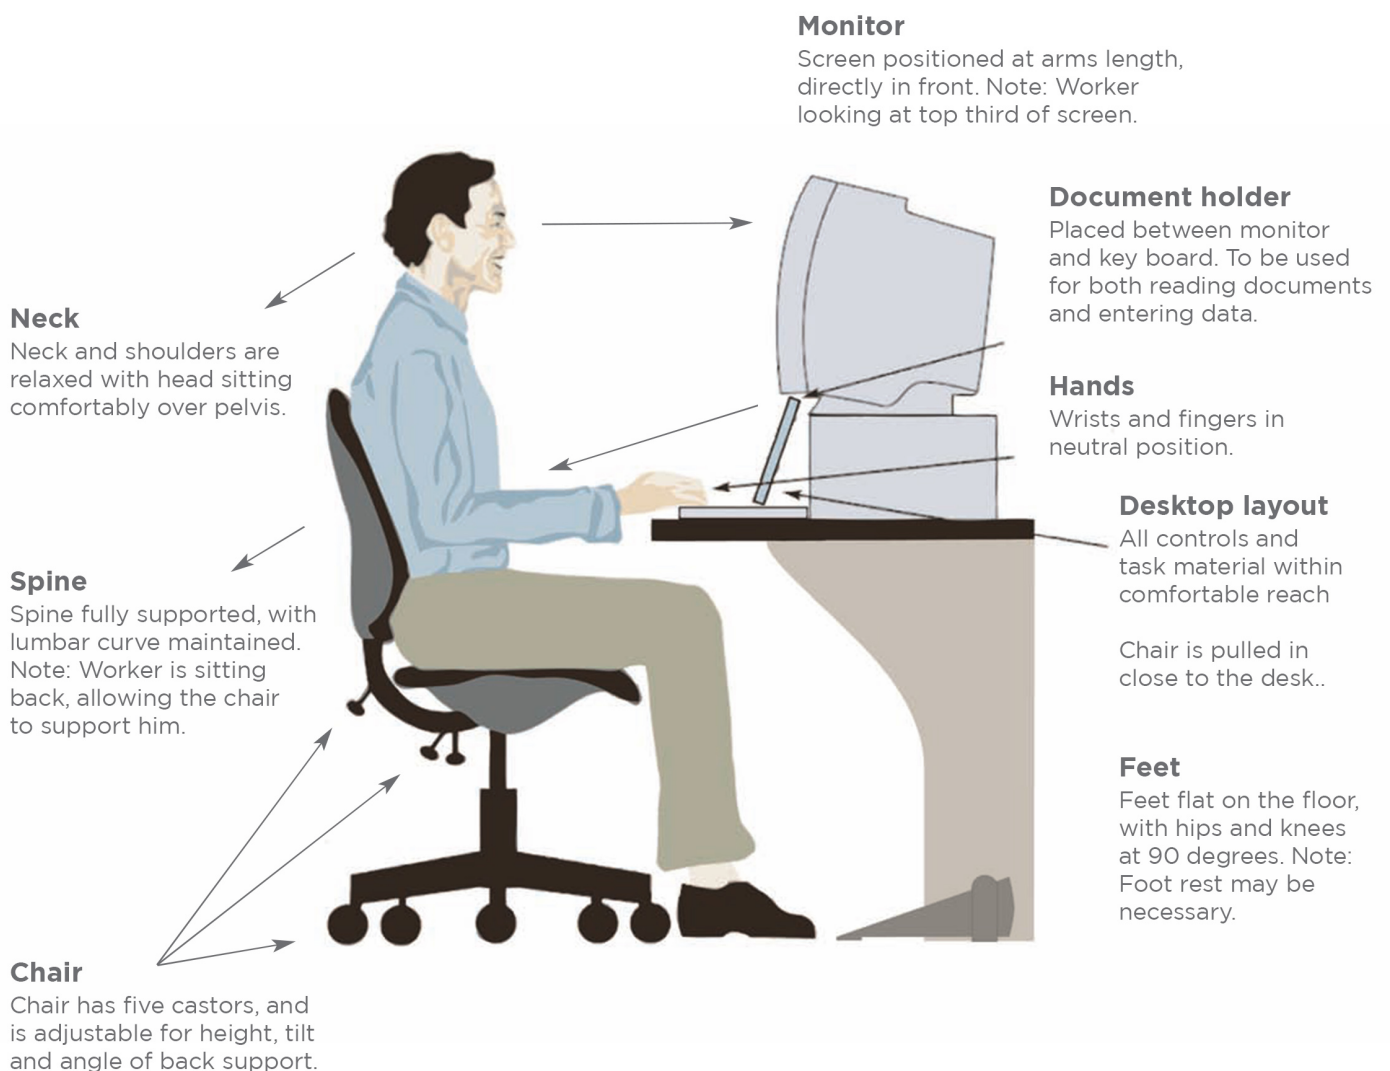 Monitor
Screen positioned at arms length,
directly in front. Note: Worker
looking at top third of screen.
Document holder
Placed between monitor
and key board. To be used
for both reading documents
and entering data.
Neck
Neck and shoulders are
relaxed with head sitting
comfortably over pelvis.
Hands
Wrists and fingers in
neutral position.
Desktop layout
All controls and
task material within
comfortable reach
Chair is pulled in
close to the desk..
Spine
Spine fully supported, with
lumbar curve maintained.
Note: Worker is sitting
back, allowing the chair
to support him.
Feet
Feet flat on the floor,
with hips and knees
at 90 degrees. Note:
Foot rest may be
necessary.
Chair
Chair has five castors, and
is adjustable for height, tilt
and angle of back support.